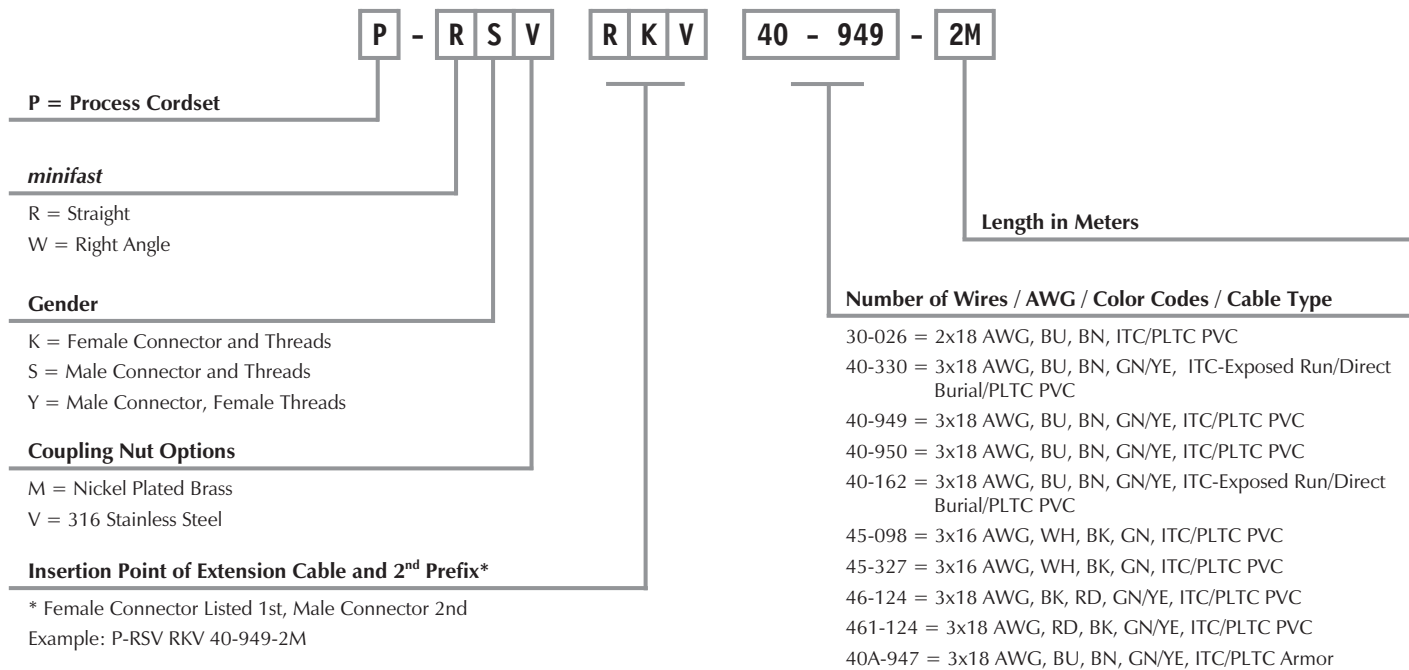 P - R S V R K V 40 - 949 - 2M
P = Process Cordset
minifast
R = Straight
W = Right Angle
Gender
K = Female Connector and Threads
S = Male Connector and Threads
Y = Male Connector, Female Threads
Coupling Nut Options
M = Nickel Plated Brass
V = 316 Stainless Steel
Insertion Point of Extension Cable and 2nd Prefix*
* Female Connector Listed 1st, Male Connector 2nd
Example: P-RSV RKV 40-949-2M
Length in Meters
Number of Wires / AWG / Color Codes / Cable Type
30-026 = 2x18 AWG, BU, BN, ITC/PLTC PVC
40-330 = 3x18 AWG, BU, BN, GN/YE, ITC-Exposed Run/Direct
Burial/PLTC PVC
40-949 = 3x18 AWG, BU, BN, GN/YE, ITC/PLTC PVC
40-950 = 3x18 AWG, BU, BN, GN/YE, ITC/PLTC PVC
40-162 = 3x18 AWG, BU, BN, GN/YE, ITC-Exposed Run/Direct
Burial/PLTC PVC
45-098 = 3x16 AWG, WH, BK, GN, ITC/PLTC PVC
45-327 = 3x16 AWG, WH, BK, GN, ITC/PLTC PVC
46-124 = 3x18 AWG, BK, RD, GN/YE, ITC/PLTC PVC
461-124 = 3x18 AWG, RD, BK, GN/YE, ITC/PLTC PVC
40A-947 = 3x18 AWG, BU, BN, GN/YE, ITC/PLTC Armor